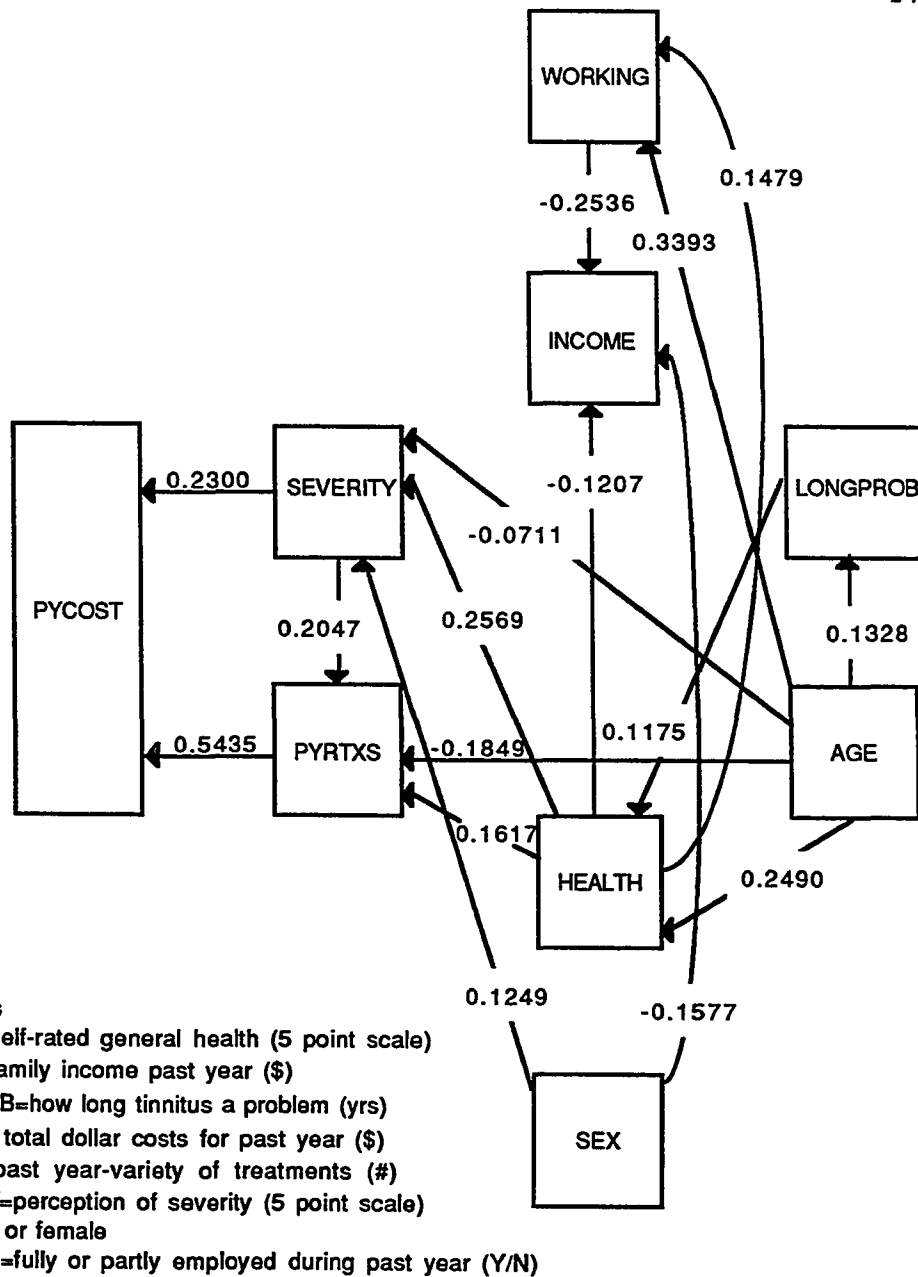 WORKING
0.1479
-0.2536
0.3393
INCOME
0.2300
SEVERITY
-0.1207
LONGPROB
-0.0711
PYCOST
0.2047
0.2569
0.1328
0.5435
PYRTXS
-0.1849
0.1175
AGE
0.1617
HEALTH
0.2490
0.1249
-0.1577
SEX
elf-rated general health (5 point scale)
amily income past year ($)
B=how long tinnitus a problem (yrs)
total dollar costs for past year ($)
past year-variety of treatments (#)
=perception of severity (5 point scale)
or female
=fully or partly employed during past year (Y/N)